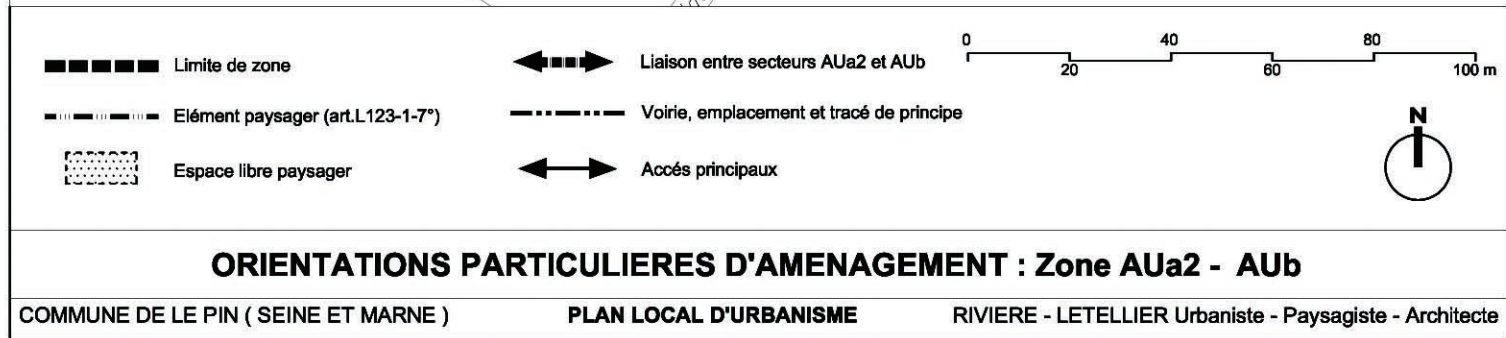 0 40 80
20 60 100 m
Limite de zone
Liaison entre secteurs AUa2 et AUb
Elément paysager (art.L123-1-7°)
Voirie, emplacement et tracé de principe
N
Espace libre paysager
Accés principaux
ORIENTATIONS PARTICULIERES D'AMENAGEMENT : Zone AUa2 - AUb
COMMUNE DE LE PIN ( SEINE ET MARNE ) PLAN LOCAL D'URBANISME RIVIERE - LETELLIER Urbaniste - Paysagiste - Architecte